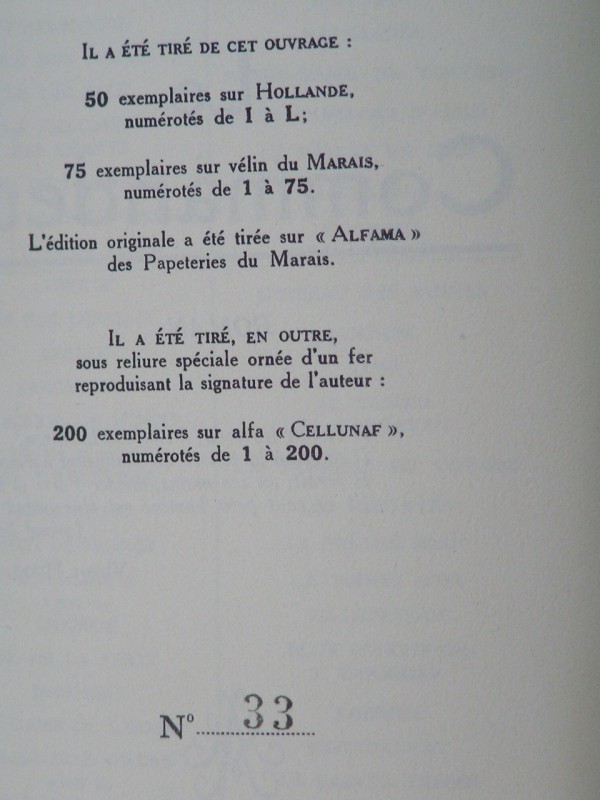 Il a été tiré de cet ouvrage :
50 exemplaires sur Hollande,
numérotés de I à L;
75 exemplaires sur vélin du Marais,
numérotés de 1 à 75.
L'édition originale a été tirée sur « Alfama »
des Papeteries du Marais.
Il a été tiré, en outre,
sous reliure spéciale ornée d'un fer
reproduisant la signature de l'auteur :
200 exemplaires sur alfa « Cellunaf »,
numérotés de 1 à 200.
No 33